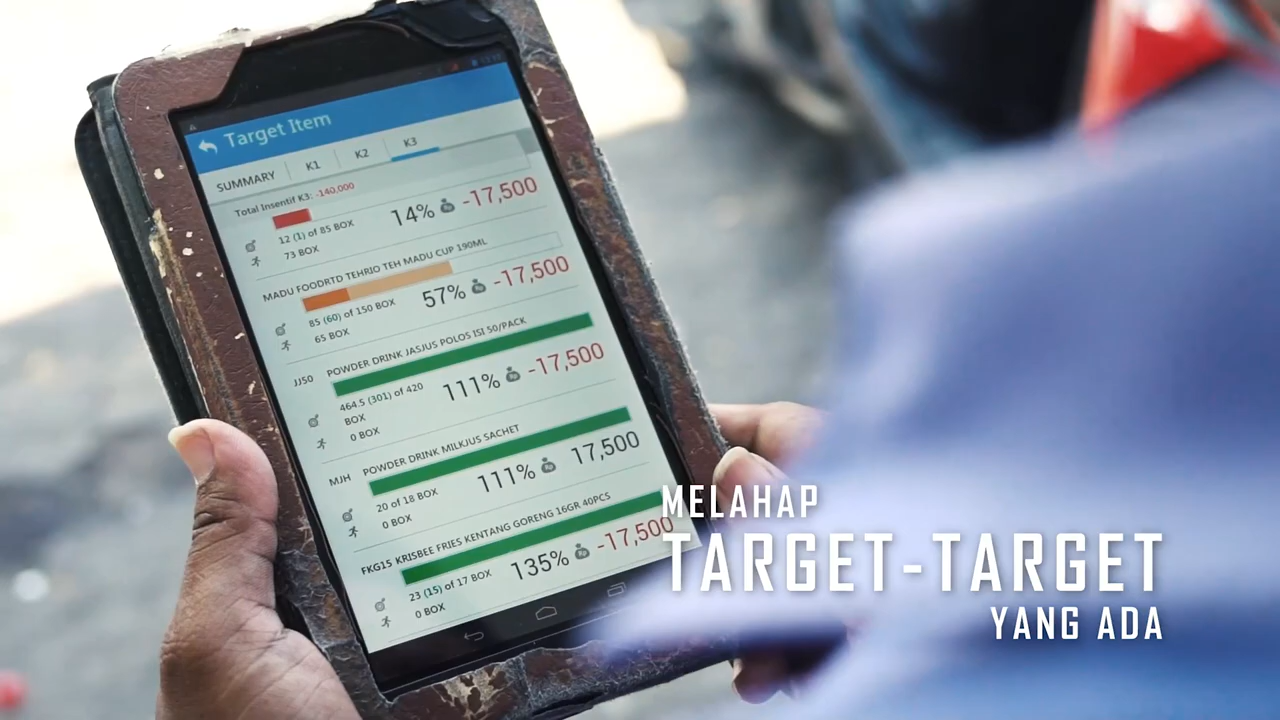 Target Item
SUMMARY K1 K2 K3
Total Insentif K3: -140,000
12 (1) of 85 BOX
73 BOX
14% -17,500
MADU FOODRTD TEHRIO TEH MADU CUP 190ML
85 (60) of 150 BOX
65 BOX
57% -17,500
JJ50 POWDER DRINK JASJUS POLOS ISI 50/PACK
464.5 (301) of 420
BOX
0 BOX
111% -17,500
MJH POWDER DRINK MILKJUS SACHET
20 of 18 BOX
0 BOX
111% 17,500
FKG15 KRISBEE FRIES KENTANG GORENG 16GR 40PCS
23 (15) of 17 BOX
0 BOX
135% -17,500
MELAHAP
TARGET-TARGET
YANG ADA